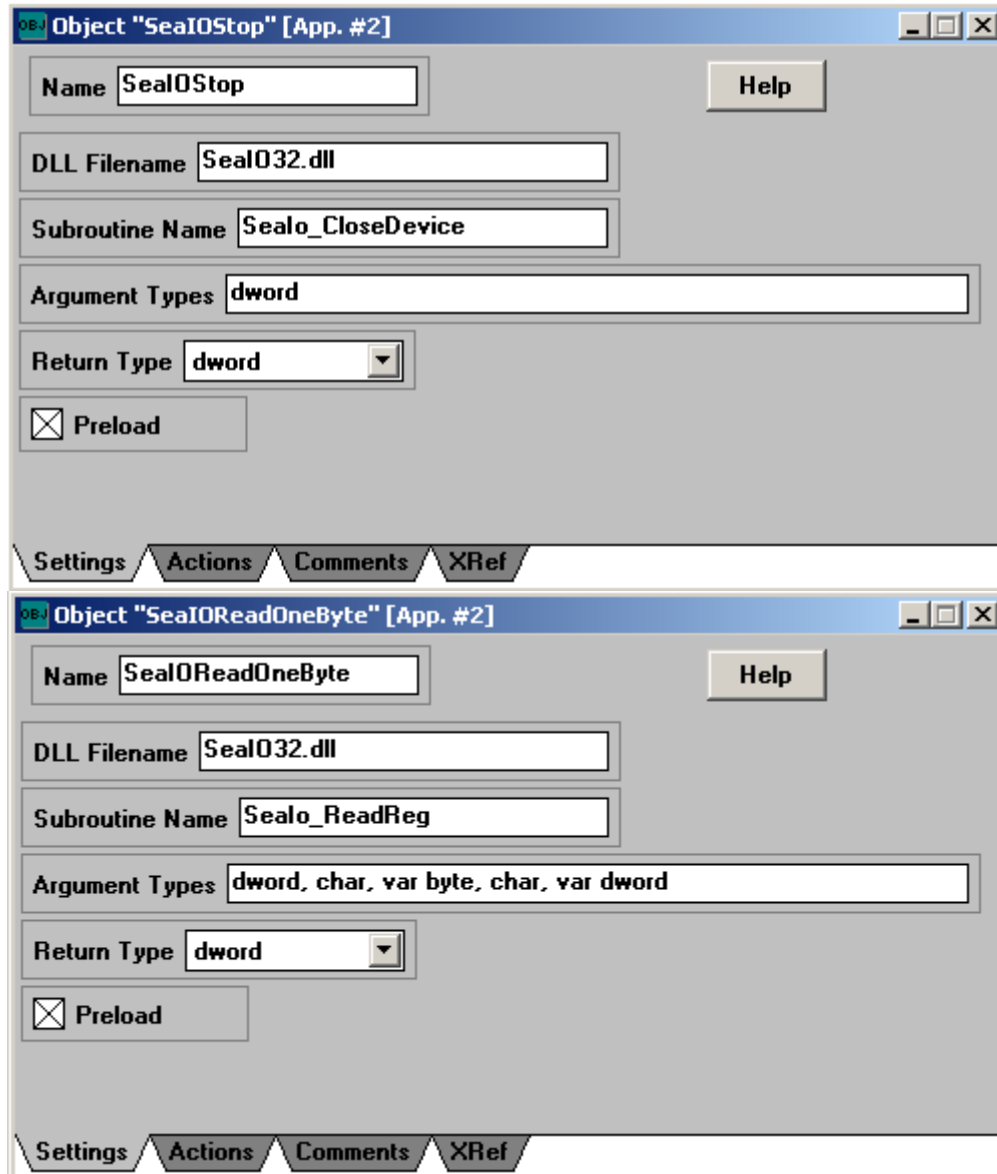 OBJ Object "SeaIOStop" [App. #2]
Name SeaIOStop Help
DLL Filename SeaIO32.dll
Subroutine Name SeaIo_CloseDevice
Argument Types dword
Return Type dword
Preload
Settings Actions Comments XRef
OBJ Object "SeaIOReadOneByte" [App. #2]
Name SeaIOReadOneByte Help
DLL Filename SeaIO32.dll
Subroutine Name SeaIo_ReadReg
Argument Types dword, char, var byte, char, var dword
Return Type dword
Preload
Settings Actions Comments XRef